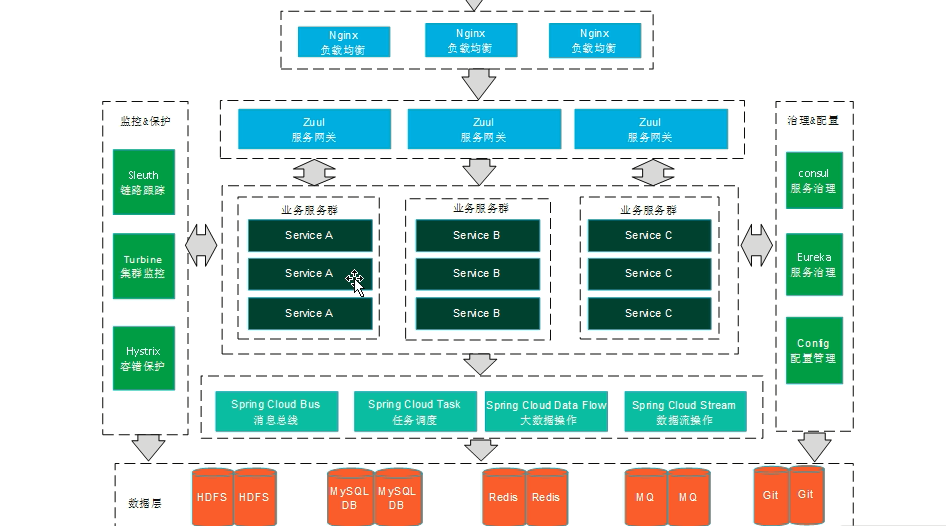 Nginx
负载均衡
Nginx
负载均衡
Nginx
负载均衡
监控&保护
Sleuth
链路跟踪
Turbine
集群监控
Hystrix
容错保护
Zuul
服务网关
Zuul
服务网关
Zuul
服务网关
业务服务群
Service A
Service A
Service A
业务服务群
Service B
Service B
Service B
业务服务群
Service C
Service C
Service C
治理&配置
consul
服务治理
Eureka
服务治理
Config
配置管理
Spring Cloud Bus
消息总线
Spring Cloud Task
任务调度
Spring Cloud Data Flow
大数据操作
Spring Cloud Stream
数据流操作
数据层
HDFS
HDFS
MySQL
DB
MySQL
DB
Redis
Redis
MQ
MQ
Git
Git